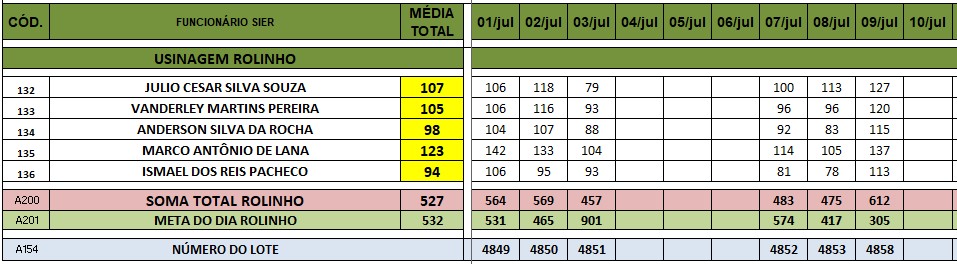 CÓD. FUNCIONÁRIO SIER MÉDIA TOTAL 01/jul 02/jul 03/jul 04/jul 05/jul 06/jul 07/jul 08/jul 09/jul 10/jul
USINAGEM ROLINHO
132 JULIO CESAR SILVA SOUZA 107 106 118 79 100 113 127
133 VANDERLEY MARTINS PEREIRA 105 106 116 93 96 96 120
134 ANDERSON SILVA DA ROCHA 98 104 107 88 92 83 115
135 MARCO ANTÔNIO DE LANA 123 142 133 104 114 105 137
136 ISMAEL DOS REIS PACHECO 94 106 95 93 81 78 113
A200 SOMA TOTAL ROLINHO 527 564 569 457 483 475 612
A201 META DO DIA ROLINHO 532 531 465 901 574 417 305
A154 NÚMERO DO LOTE 4849 4850 4851 4852 4853 4858